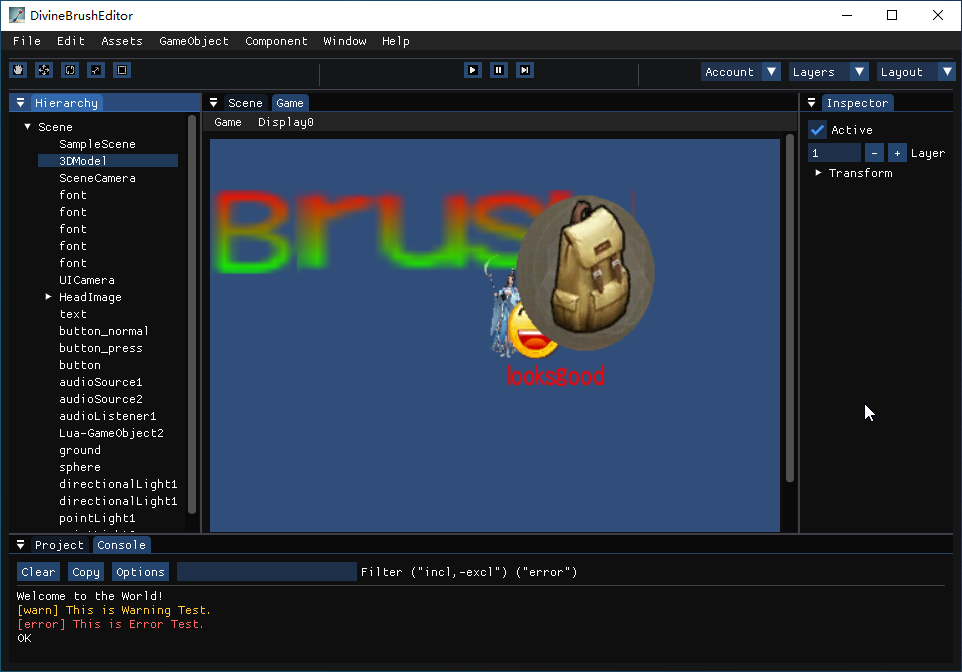 DivineBrushEditor
File Edit Assets GameObject Component Window Help
Account Layers Layout
Hierarchy
Scene Game
Inspector
Game Display0
Scene
SampleScene
3DModel
SceneCamera
font
font
font
font
font
UICamera
HeadImage
text
button_normal
button_press
button
audioSource1
audioSource2
audioListener1
Lua-GameObject2
ground
sphere
directionalLight1
directionalLight1
pointLight1
Brus
looksgood
Active
1 - + Layer
Transform
Project Console
Clear Copy Options Filter ("incl,-excl") ("error")
Welcome to the World!
[warn] This is Warning Test.
[error] This is Error Test.
OK